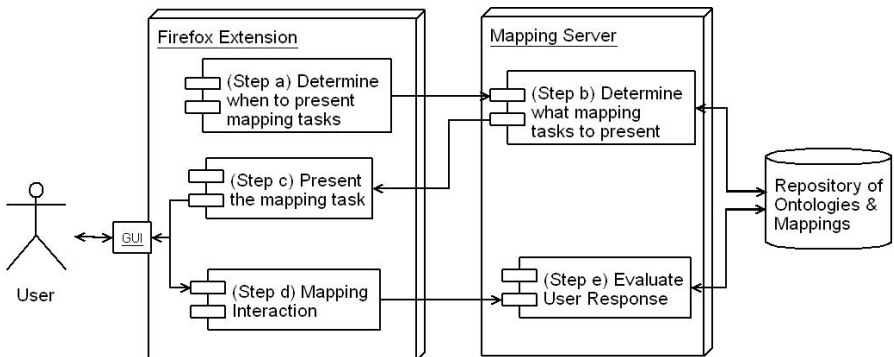 Firefox Extension
(Step a) Determine
when to present
mapping tasks
(Step c) Present
the mapping task
(Step d) Mapping
Interaction
Mapping Server
(Step b) Determine
what mapping
tasks to present
(Step e) Evaluate
User Response
Repository of
Ontologies &
Mappings
GUI
User